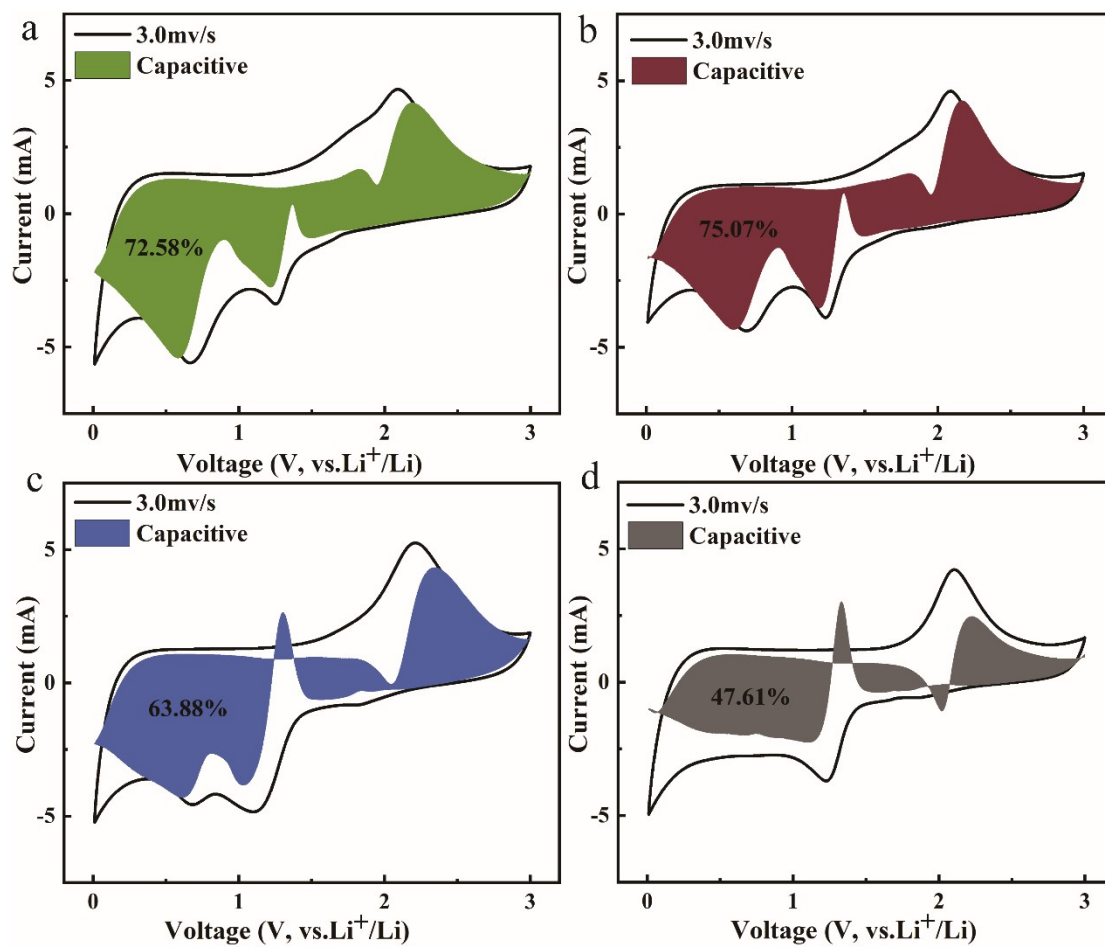 a
3.0mv/s
Capacitive
5
0
-5
Current (mA)
72.58%
0
1
2
3
Voltage (V, vs.Li⁺/Li)
b
3.0mv/s
Capacitive
5
0
-5
Current (mA)
75.07%
0
1
2
3
Voltage (V, vs.Li⁺/Li)
c
3.0mv/s
Capacitive
5
0
-5
Current (mA)
63.88%
0
1
2
3
Voltage (V, vs.Li⁺/Li)
d
3.0mv/s
Capacitive
5
0
-5
Current (mA)
47.61%
0
1
2
3
Voltage (V, vs.Li⁺/Li)